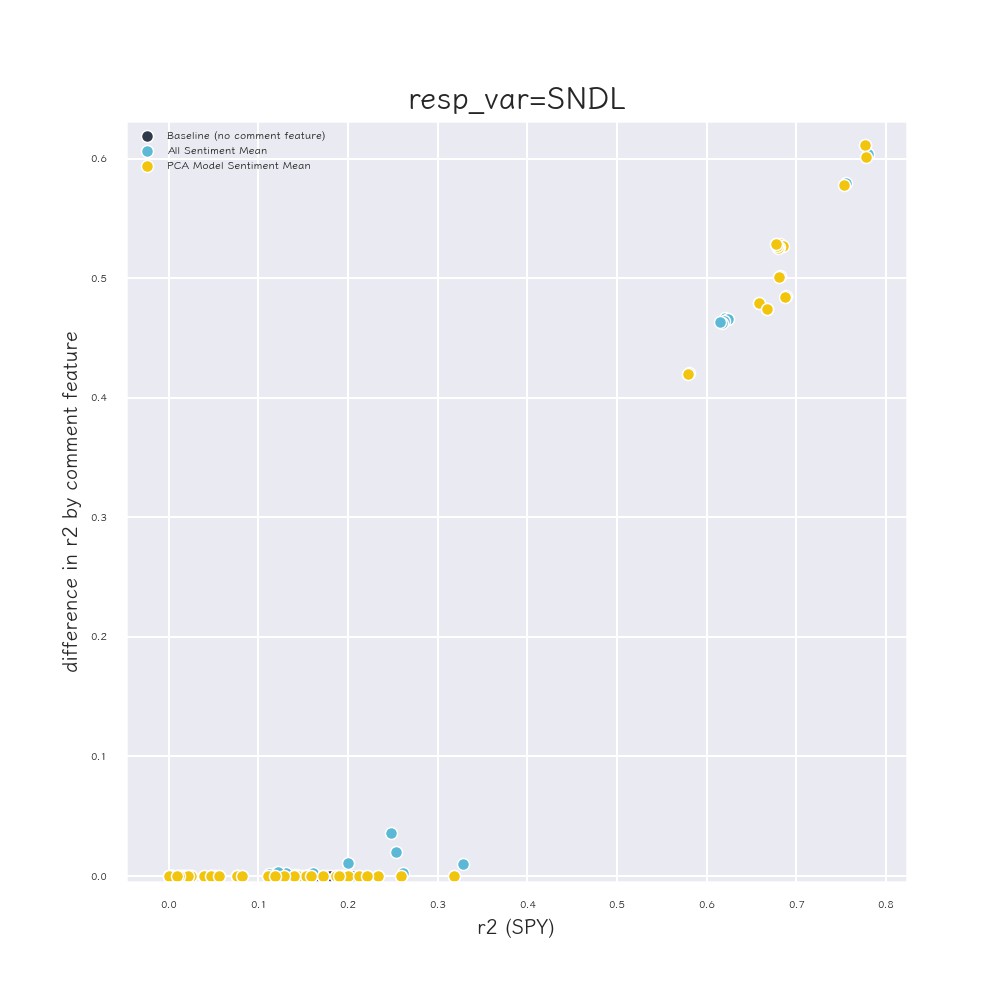 resp_var=SNDL
Baseline (no comment feature)
All Sentiment Mean
PCA Model Sentiment Mean
difference in r2 by comment feature
0.6
0.5
0.4
0.3
0.2
0.1
0.0
0.0 0.1 0.2 0.3 0.4 0.5 0.6 0.7 0.8
r2 (SPY)